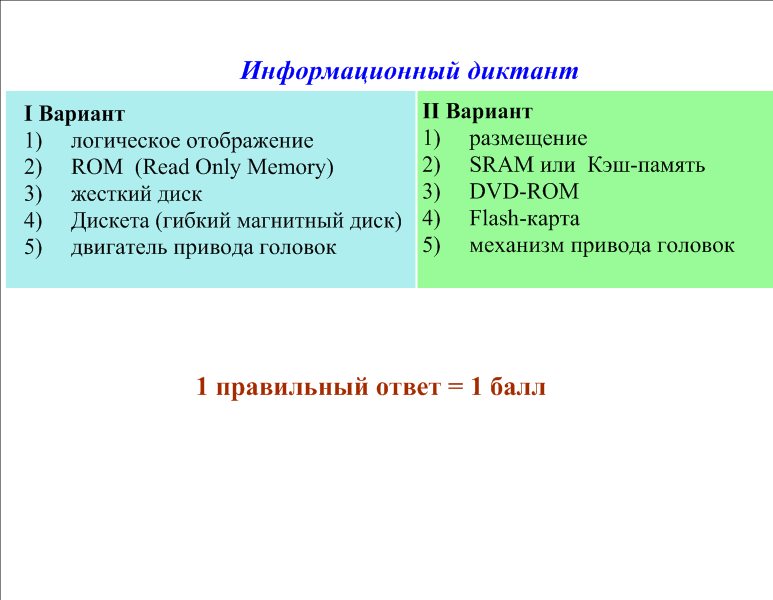 Информационный диктант
I Вариант
1) логическое отображение
2) ROM (Read Only Memory)
3) жесткий диск
4) Дискета (гибкий магнитный диск)
5) двигатель привода головок
II Вариант
1) размещение
2) SRAM или Кэш-память
3) DVD-ROM
4) Flash-карта
5) механизм привода головок
1 правильный ответ = 1 балл